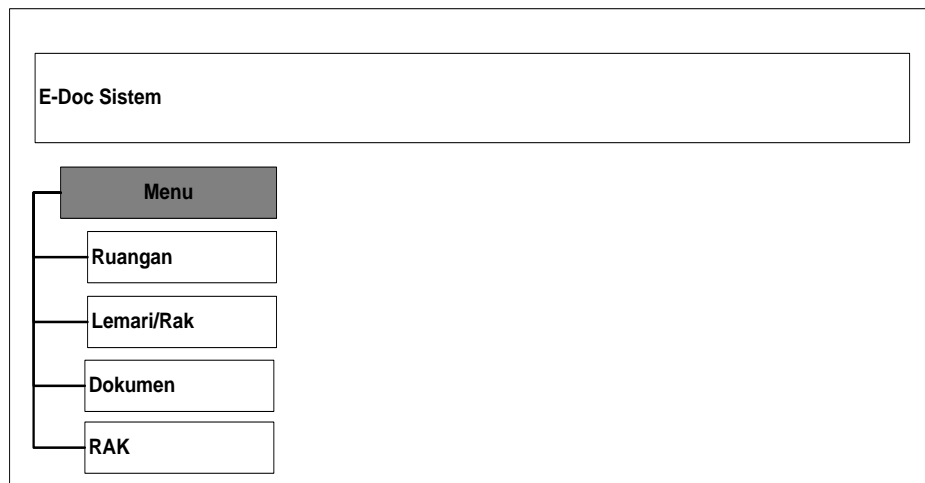 E-Doc Sistem
Menu
Ruangan
Lemari/Rak
Dokumen
RAK